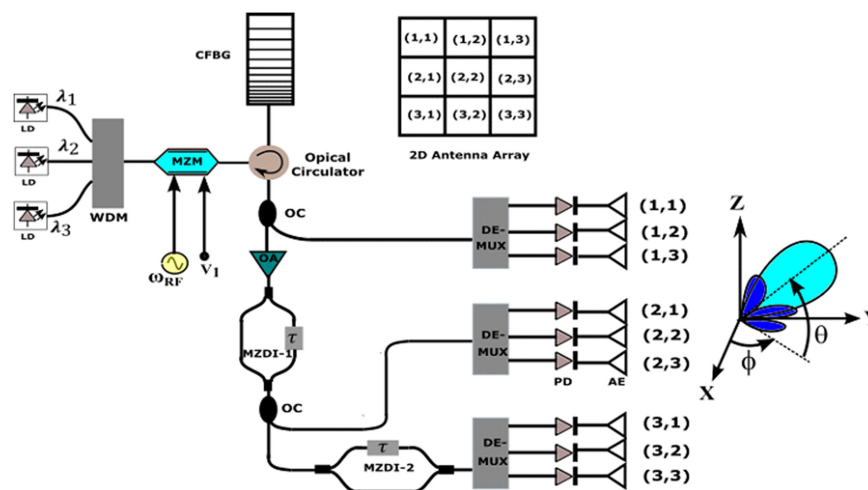 CFBG
(1,1) (1,2) (1,3)
(2,1) (2,2) (2,3)
(3,1) (3,2) (3,3)
2D Antenna Array
λ1
LD
λ2
LD
λ3
LD
WDM
MZM
Opical
Circulator
ωRF
V1
OC
OA
DE-
MUX
(1,1)
(1,2)
(1,3)
MZDI-1
τ
OC
DE-
MUX
(2,1)
(2,2)
(2,3)
PD
AE
τ
MZDI-2
DE-
MUX
(3,1)
(3,2)
(3,3)
Z
θ
ϕ
X